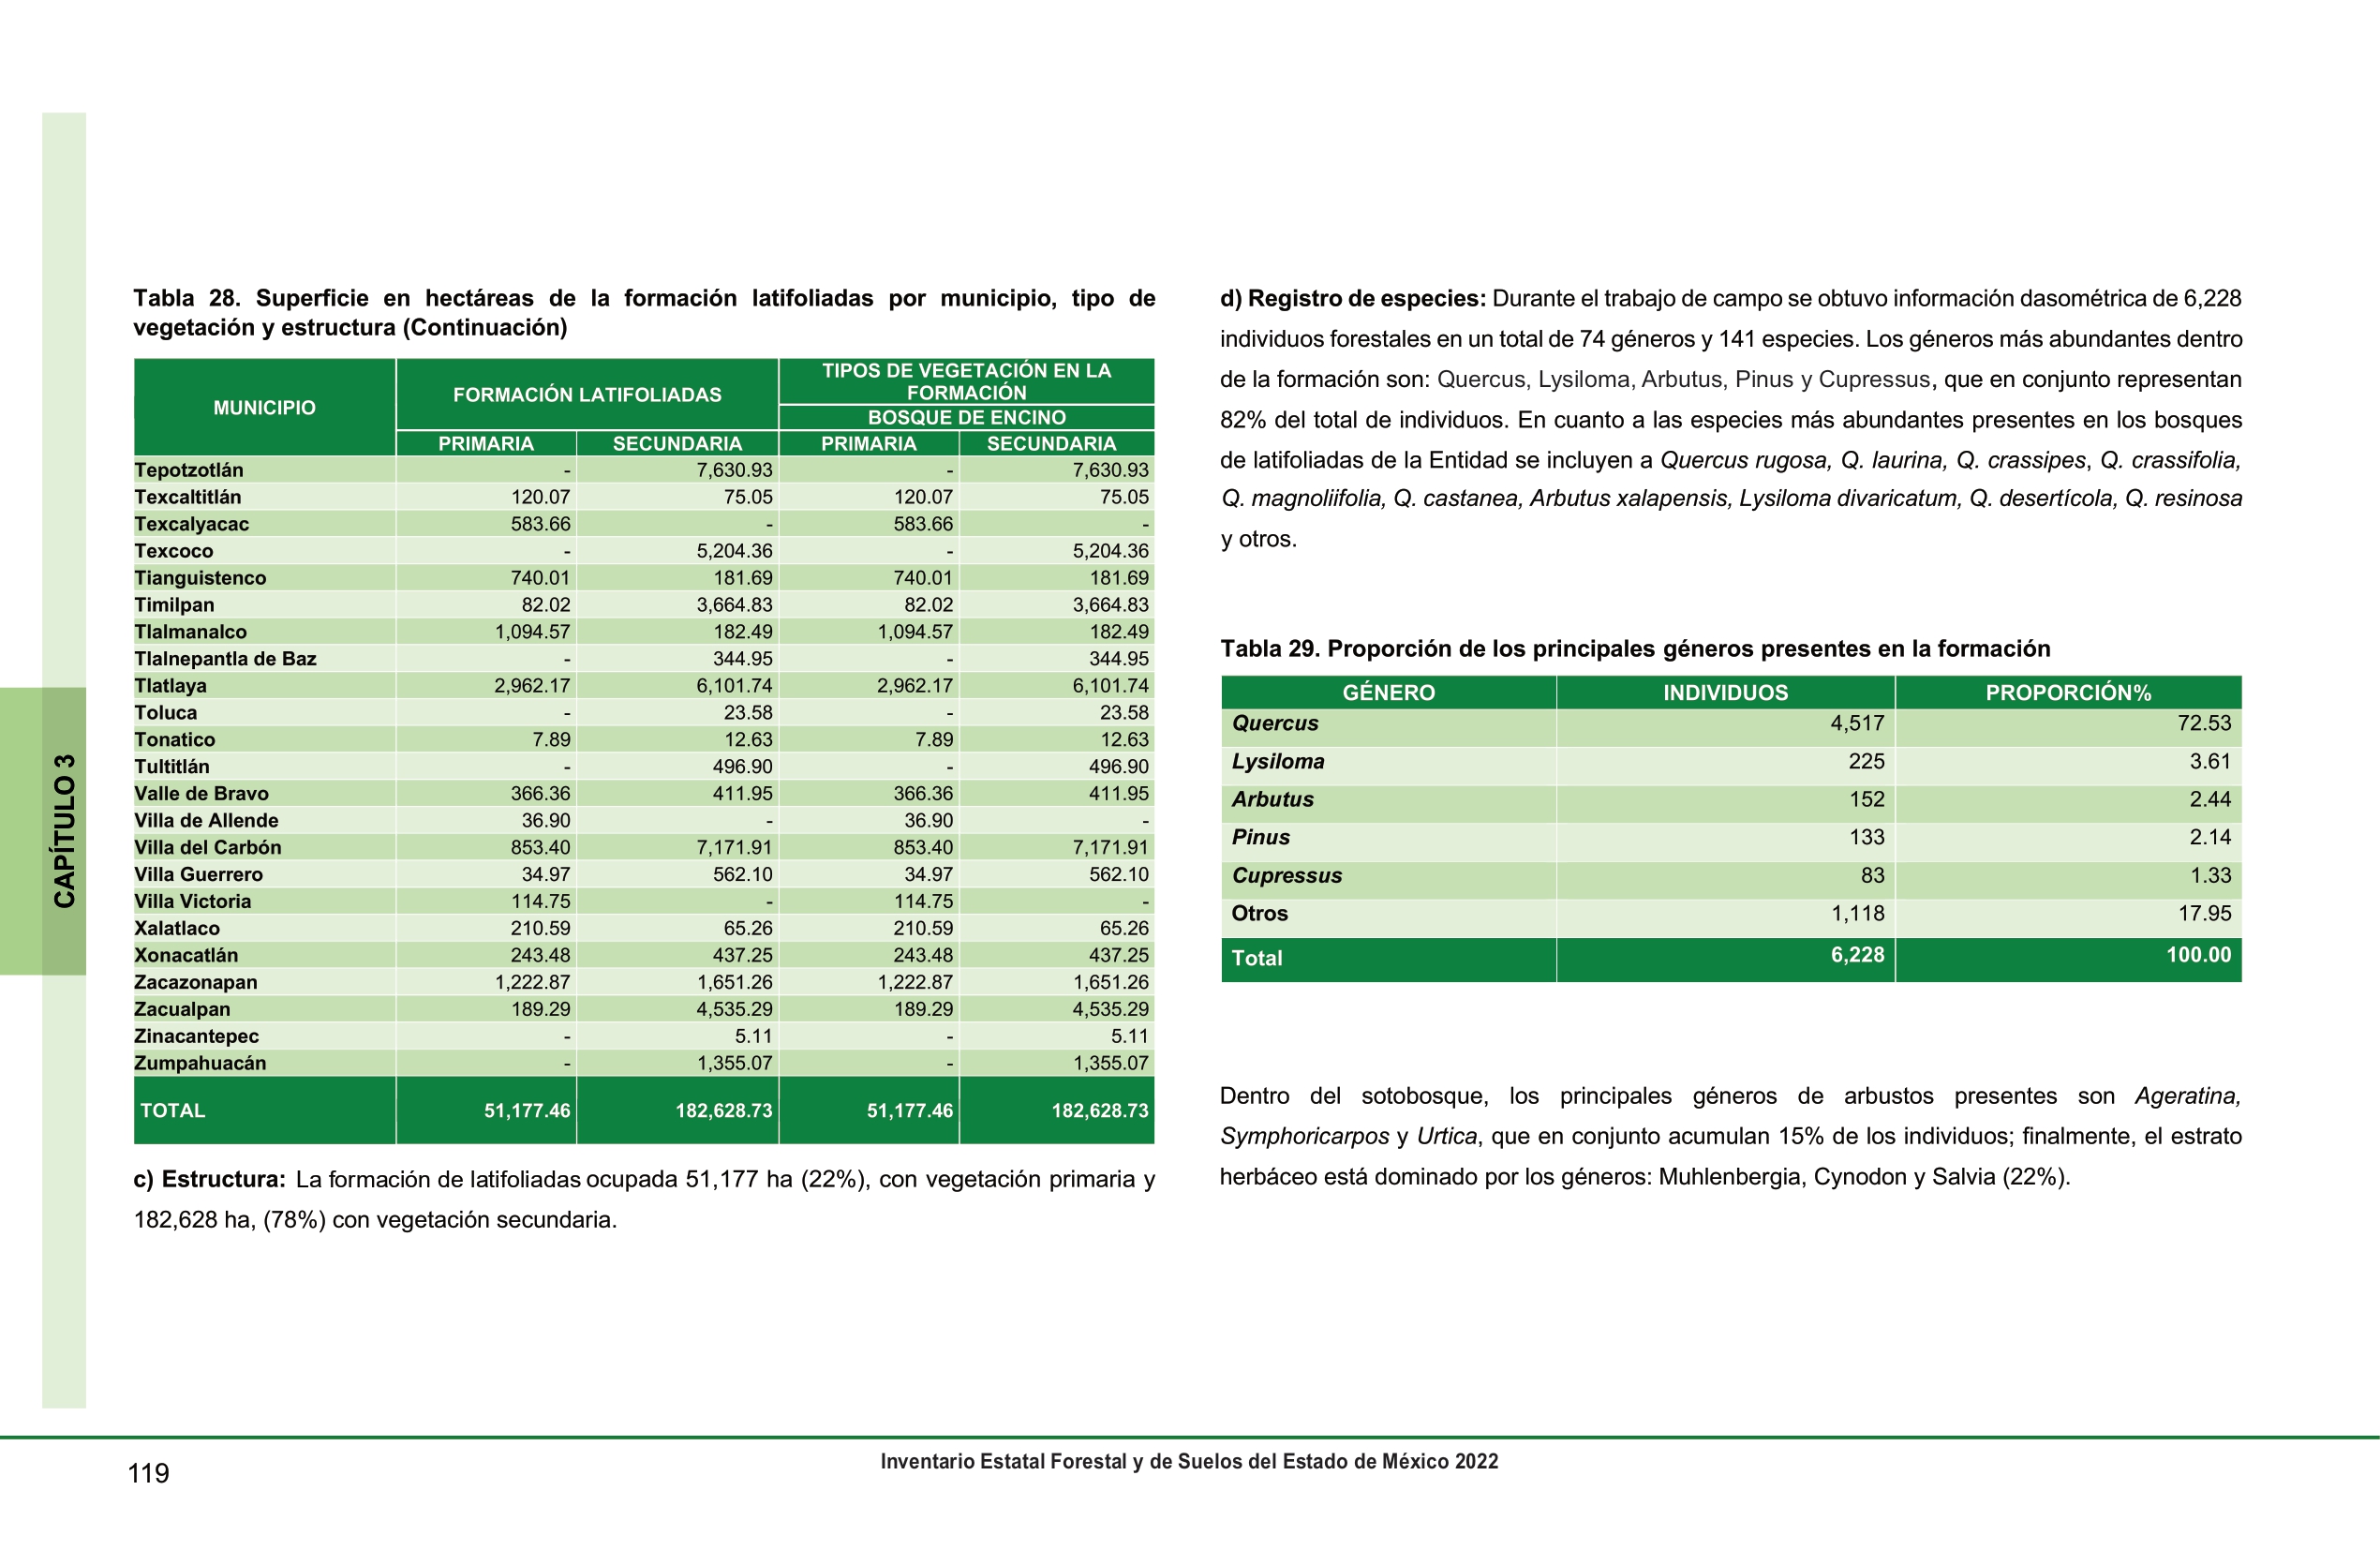 Tabla 28. Superficie en hectáreas de la formación latifoliadas por municipio, tipo de
vegetación y estructura (Continuación)
MUNICIPIO FORMACIÓN LATIFOLIADAS TIPOS DE VEGETACIÓN EN LA
FORMACIÓN
BOSQUE DE ENCINO
PRIMARIA SECUNDARIA PRIMARIA SECUNDARIA
Tepotzotlán - 7,630.93 - 7,630.93
Texcaltitlán 120.07 75.05 120.07 75.05
Texcalyacac 583.66 - 583.66 -
Texcoco - 5,204.36 - 5,204.36
Tianguistenco 740.01 181.69 740.01 181.69
Timilpan 82.02 3,664.83 82.02 3,664.83
Tlalmanalco 1,094.57 182.49 1,094.57 182.49
Tlalnepantla de Baz - 344.95 - 344.95
Tlatlaya 2,962.17 6,101.74 2,962.17 6,101.74
Toluca - 23.58 - 23.58
Tonatico 7.89 12.63 7.89 12.63
Tultitlán - 496.90 - 496.90
Valle de Bravo 366.36 411.95 366.36 411.95
Villa de Allende 36.90 - 36.90 -
Villa del Carbón 853.40 7,171.91 853.40 7,171.91
Villa Guerrero 34.97 562.10 34.97 562.10
Villa Victoria 114.75 - 114.75 -
Xalatlaco 210.59 65.26 210.59 65.26
Xonacatlán 243.48 437.25 243.48 437.25
Zacazonapan 1,222.87 1,651.26 1,222.87 1,651.26
Zacualpan 189.29 4,535.29 189.29 4,535.29
Zinacantepec - 5.11 - 5.11
Zumpahuacán - 1,355.07 - 1,355.07
TOTAL 51,177.46 182,628.73 51,177.46 182,628.73
c) Estructura: La formación de latifoliadas ocupada 51,177 ha (22%), con vegetación primaria y
182,628 ha, (78%) con vegetación secundaria.
d) Registro de especies: Durante el trabajo de campo se obtuvo información dasométrica de 6,228
individuos forestales en un total de 74 géneros y 141 especies. Los géneros más abundantes dentro
de la formación son: Quercus, Lysiloma, Arbutus, Pinus y Cupressus, que en conjunto representan
82% del total de individuos. En cuanto a las especies más abundantes presentes en los bosques
de latifoliadas de la Entidad se incluyen a Quercus rugosa, Q. laurina, Q. crassipes, Q. crassifolia,
Q. magnoliifolia, Q. castanea, Arbutus xalapensis, Lysiloma divaricatum, Q. desertícola, Q. resinosa
y otros.
Tabla 29. Proporción de los principales géneros presentes en la formación
GÉNERO INDIVIDUOS PROPORCIÓN%
Quercus 4,517 72.53
Lysiloma 225 3.61
Arbutus 152 2.44
Pinus 133 2.14
Cupressus 83 1.33
Otros 1,118 17.95
Total 6,228 100.00
Dentro del sotobosque, los principales géneros de arbustos presentes son Ageratina,
Symphoricarpos y Urtica, que en conjunto acumulan 15% de los individuos; finalmente, el estrato
herbáceo está dominado por los géneros: Muhlenbergia, Cynodon y Salvia (22%).
CAPÍTULO 3
119
Inventario Estatal Forestal y de Suelos del Estado de México 2022